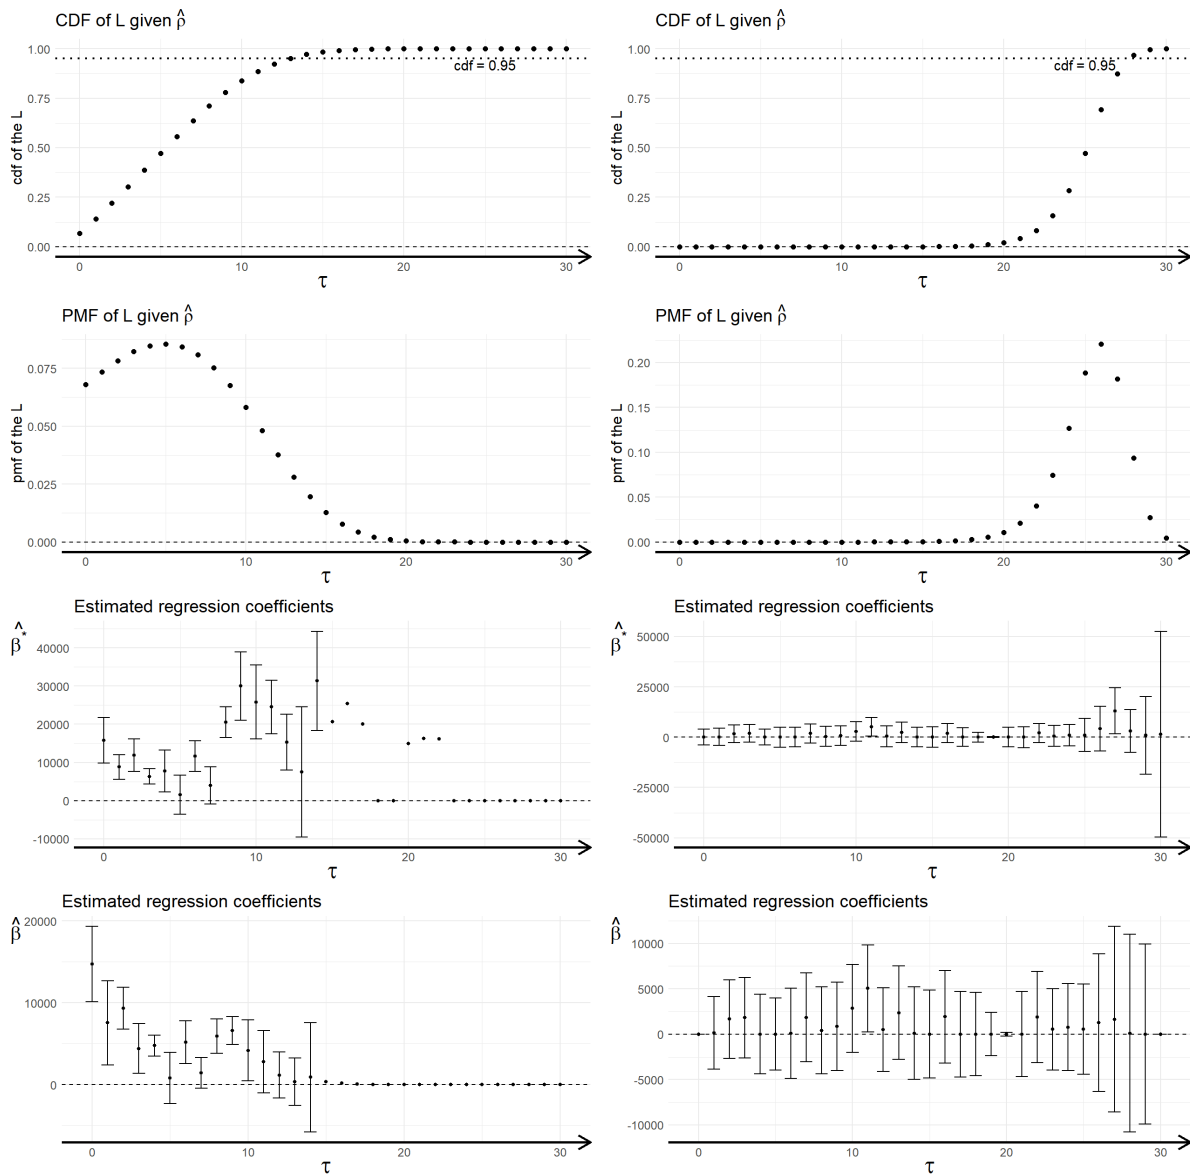 CDF of L given ρ̂
cdf of the L
1.00
0.75
0.50
0.25
0.00
cdf = 0.95
0 10 20 30
τ
CDF of L given ρ̂
cdf of the L
1.00
0.75
0.50
0.25
0.00
cdf = 0.95
0 10 20 30
τ
PMF of L given ρ̂
pmf of the L
0.075
0.050
0.025
0.000
0 10 20 30
τ
PMF of L given ρ̂
pmf of the L
0.20
0.15
0.10
0.05
0.00
0 10 20 30
τ
Estimated regression coefficients
β̂*
40000
30000
20000
10000
0
-10000
0 10 20 30
τ
Estimated regression coefficients
β̂*
50000
25000
0
-25000
-50000
0 10 20 30
τ
Estimated regression coefficients
β̂
20000
10000
0
0 10 20 30
τ
Estimated regression coefficients
β̂
10000
5000
0
-5000
-10000
0 10 20 30
τ